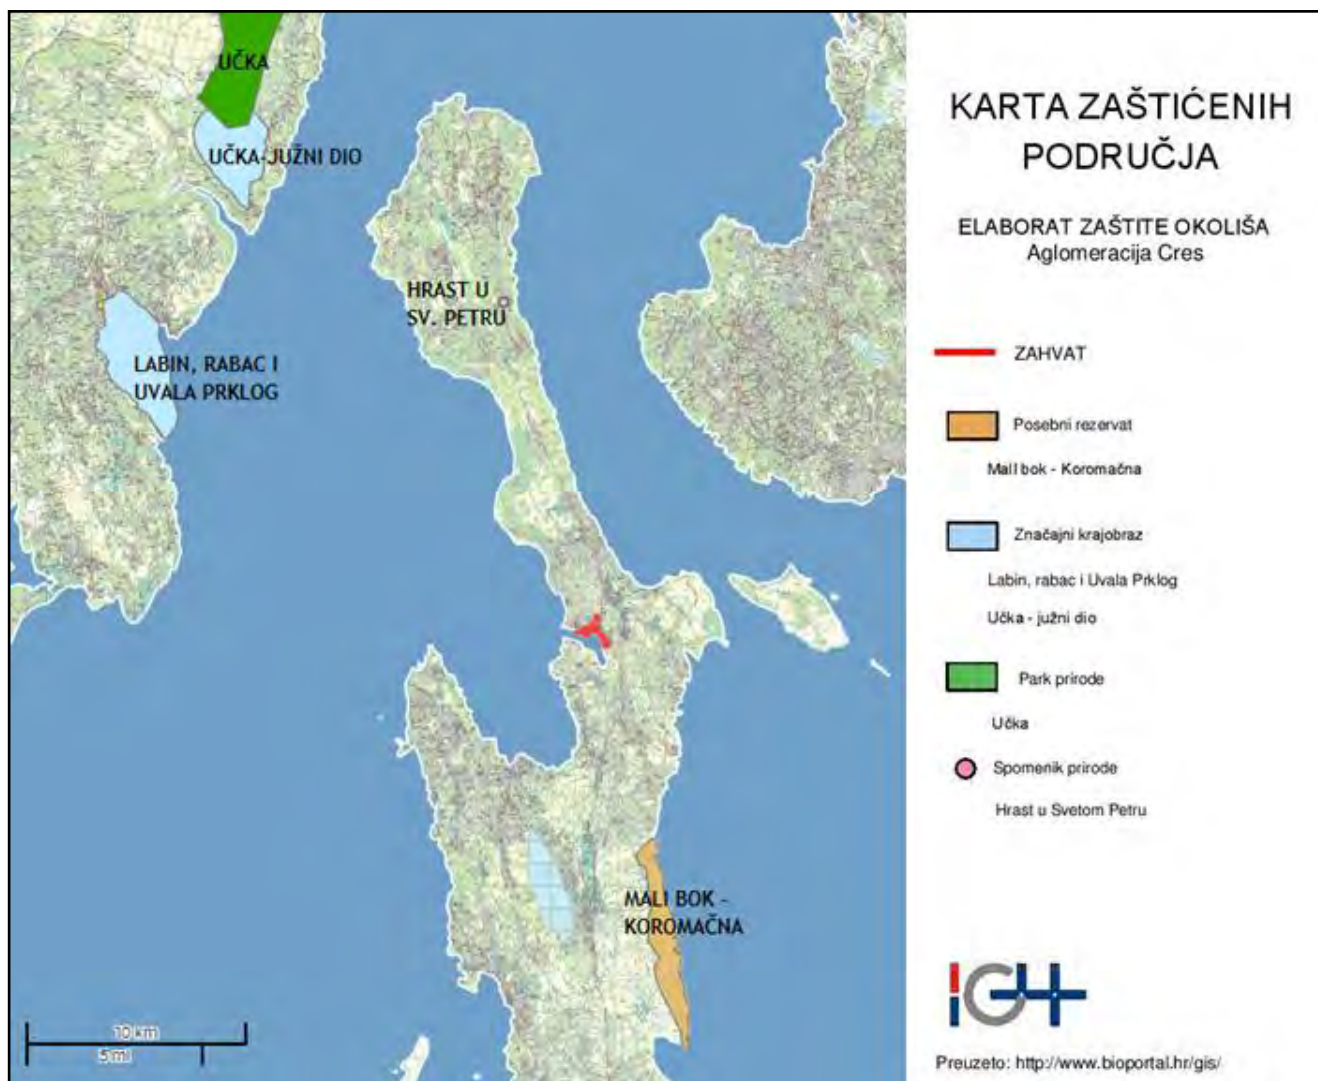 UČKA
UČKA-JUŽNI DIO
HRAST U
SV. PETRU
LABIN, RABAC I
UVALA PRKLOG
MALI BOK -
KOROMAČNA
10 km
5 mi
KARTA ZAŠTIĆENIH
PODRUČJA
ELABORAT ZAŠTITE OKOLIŠA
Aglomeracija Cres
ZAHVAT
Posebni rezervat
Mali bok - Koromačna
Značajni krajobraz
Labin, rabac i Uvala Prklog
Učka - južni dio
Park prirode
Učka
Spomenik prirode
Hrast u Svetom Petru
IGH
Preuzeto: http://www.bioportal.hr/gis/